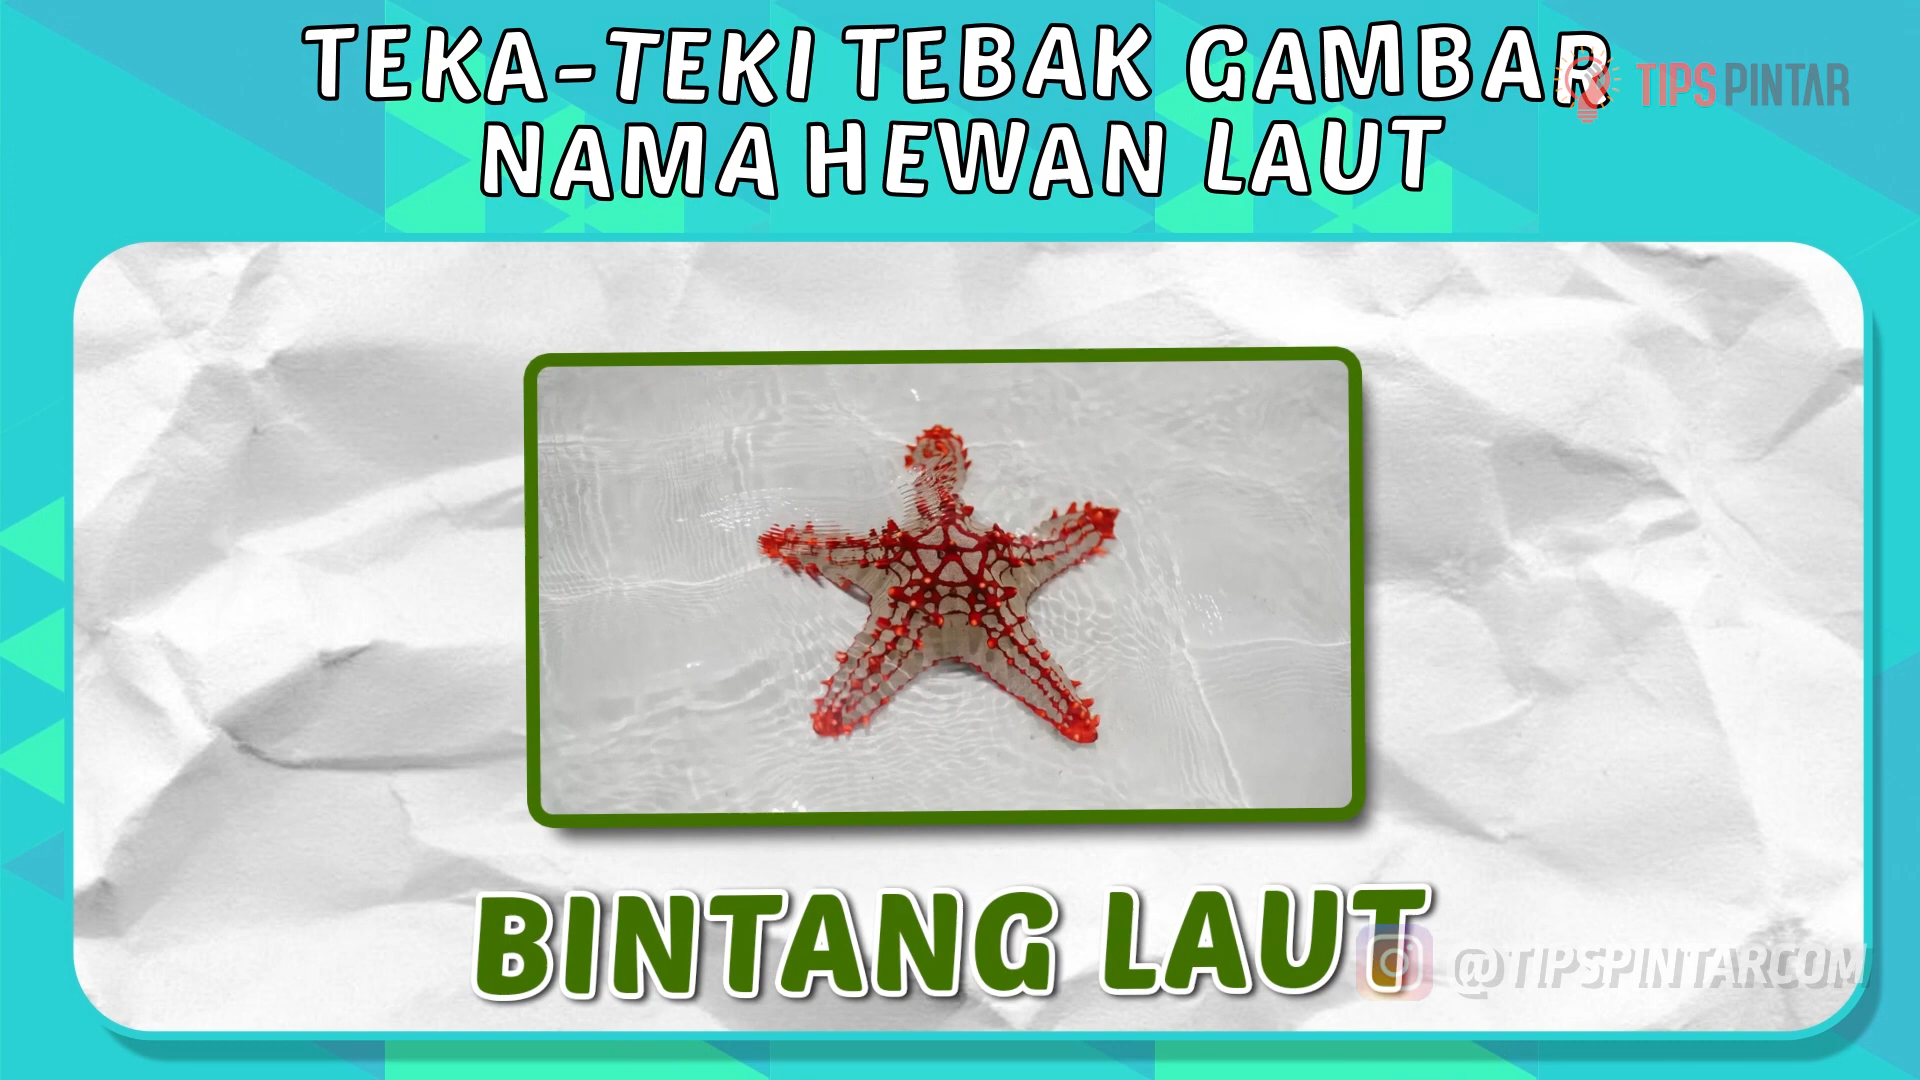 TEKA-TEKI TEBAK GAMBAR
NAMA HEWAN LAUT
TIPS PINTAR
BINTANG LAUT
@TIPSPINTARCOM